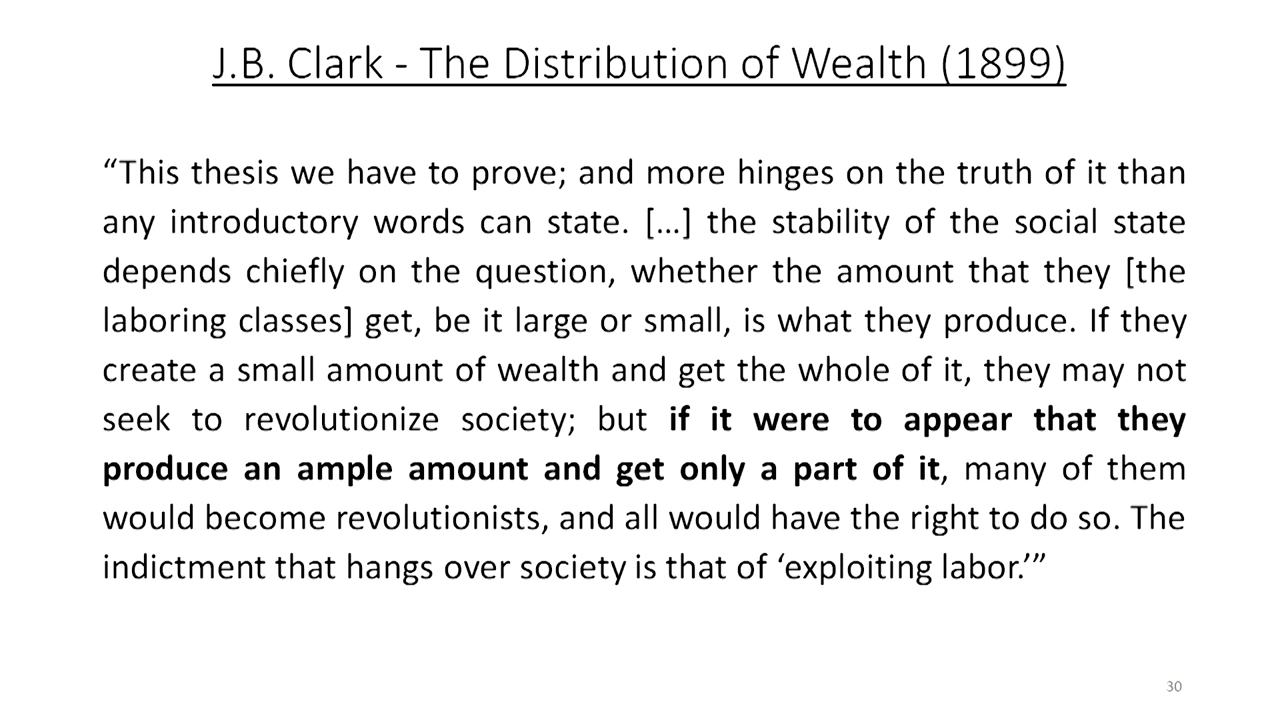 J.B. Clark - The Distribution of Wealth (1899)
“This thesis we have to prove; and more hinges on the truth of it than
any introductory words can state. […] the stability of the social state
depends chiefly on the question, whether the amount that they [the
laboring classes] get, be it large or small, is what they produce. If they
create a small amount of wealth and get the whole of it, they may not
seek to revolutionize society; but if it were to appear that they
produce an ample amount and get only a part of it, many of them
would become revolutionists, and all would have the right to do so. The
indictment that hangs over society is that of ‘exploiting labor.’”
30